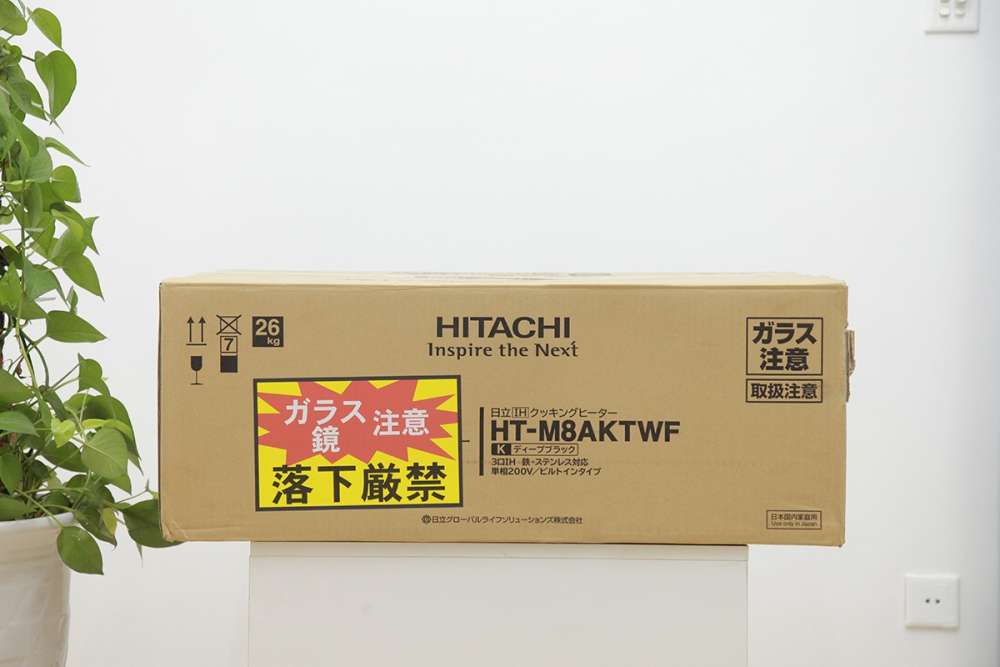 26
kg
7
HITACHI
Inspire the Next
ガラス
注意
取扱注意
ガラス
鏡
注意
落下厳禁
日立IHクッキングヒーター
HT-M8AKTWF
K ディープブラック
3口IH 鉄・ステンレス対応
単相200V/ビルトインタイプ
日立グローバルライフソリューションズ株式会社
日本国内家庭用
Use only in Japan